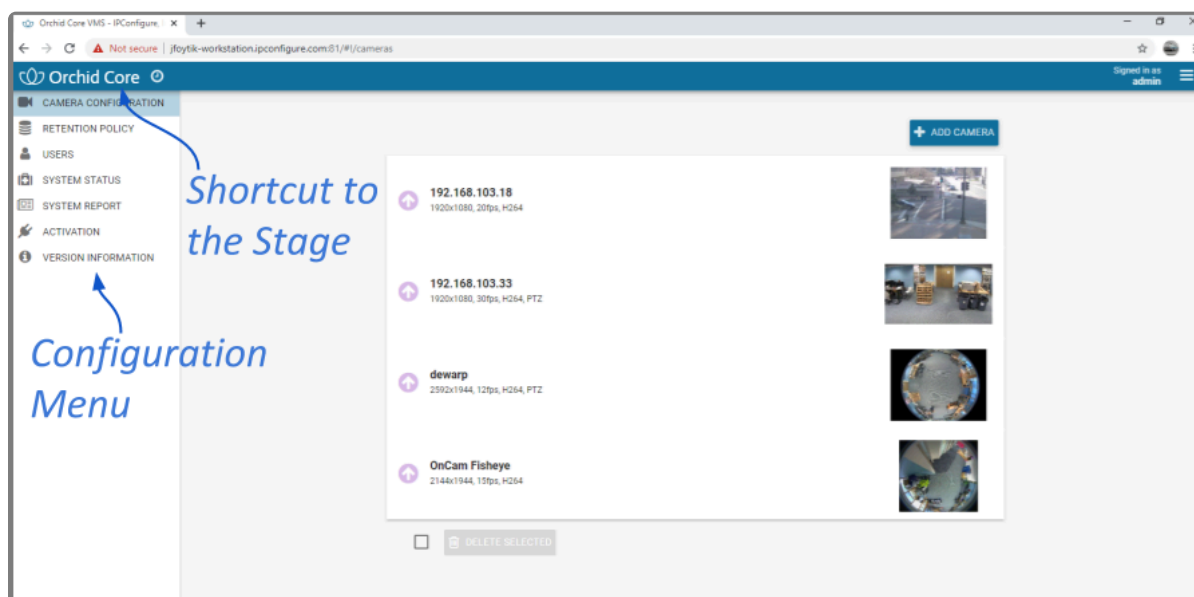 Orchid Core VMS - IPConfigure, I
Not secure | jfoytik-workstation.ipconfigure.com:81/#!/cameras
Orchid Core
Signed in as
admin
CAMERA CONFIGURATION
RETENTION POLICY
USERS
SYSTEM STATUS
SYSTEM REPORT
ACTIVATION
VERSION INFORMATION
Shortcut to
the Stage
Configuration
Menu
ADD CAMERA
192.168.103.18
1920x1080, 20fps, H264
192.168.103.33
1920x1080, 30fps, H264, PTZ
dewarp
2592x1944, 12fps, H264, PTZ
OnCam Fisheye
2144x1944, 15fps, H264
DELETE SELECTED